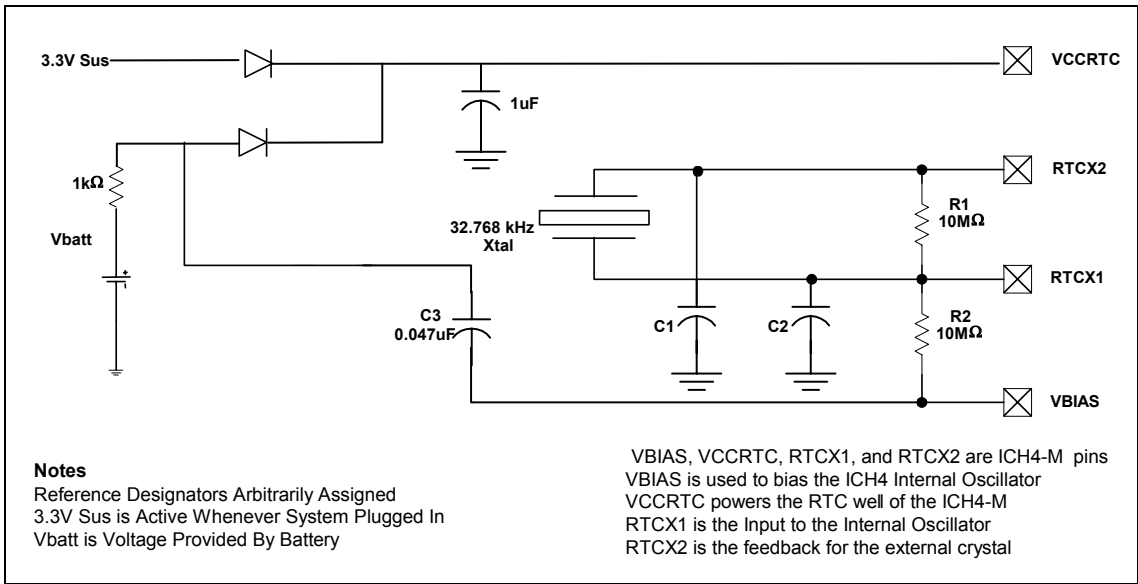 3.3V Sus
VCCRTC
1uF
1kΩ
RTCX2
R1
10MΩ
32.768 kHz
Xtal
Vbatt
+
-
RTCX1
C3
0.047uF
C1
C2
R2
10MΩ
VBIAS
Notes
Reference Designators Arbitrarily Assigned
3.3V Sus is Active Whenever System Plugged In
Vbatt is Voltage Provided By Battery
VBIAS, VCCRTC, RTCX1, and RTCX2 are ICH4-M pins
VBIAS is used to bias the ICH4 Internal Oscillator
VCCRTC powers the RTC well of the ICH4-M
RTCX1 is the Input to the Internal Oscillator
RTCX2 is the feedback for the external crystal